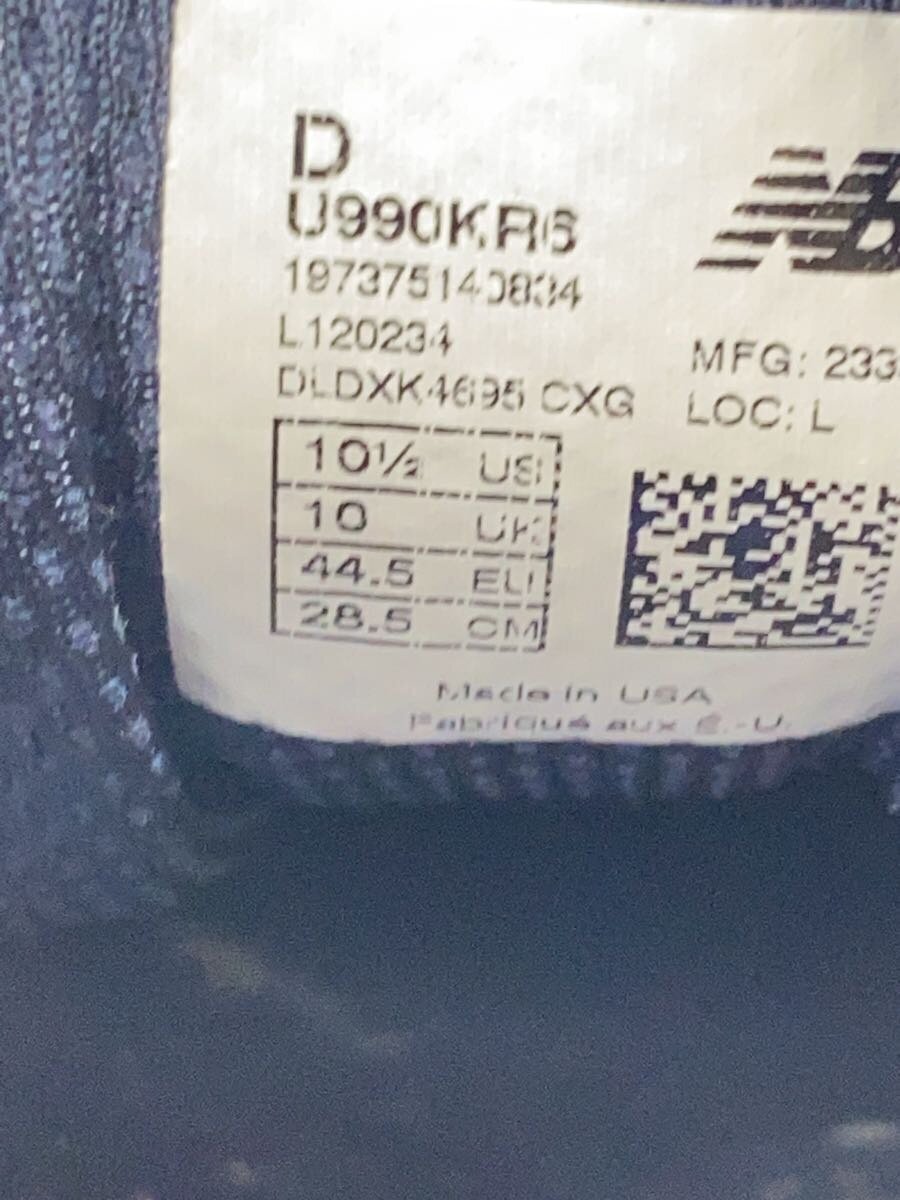 D
U990KR6
197375140834
L120234
DLDXK4695 CXG
MFG: 233
LOC: L
10½ US
10 UK
44.5 EU
28.5 CM
Made in USA
Fabriqué aux É.-U.
NB